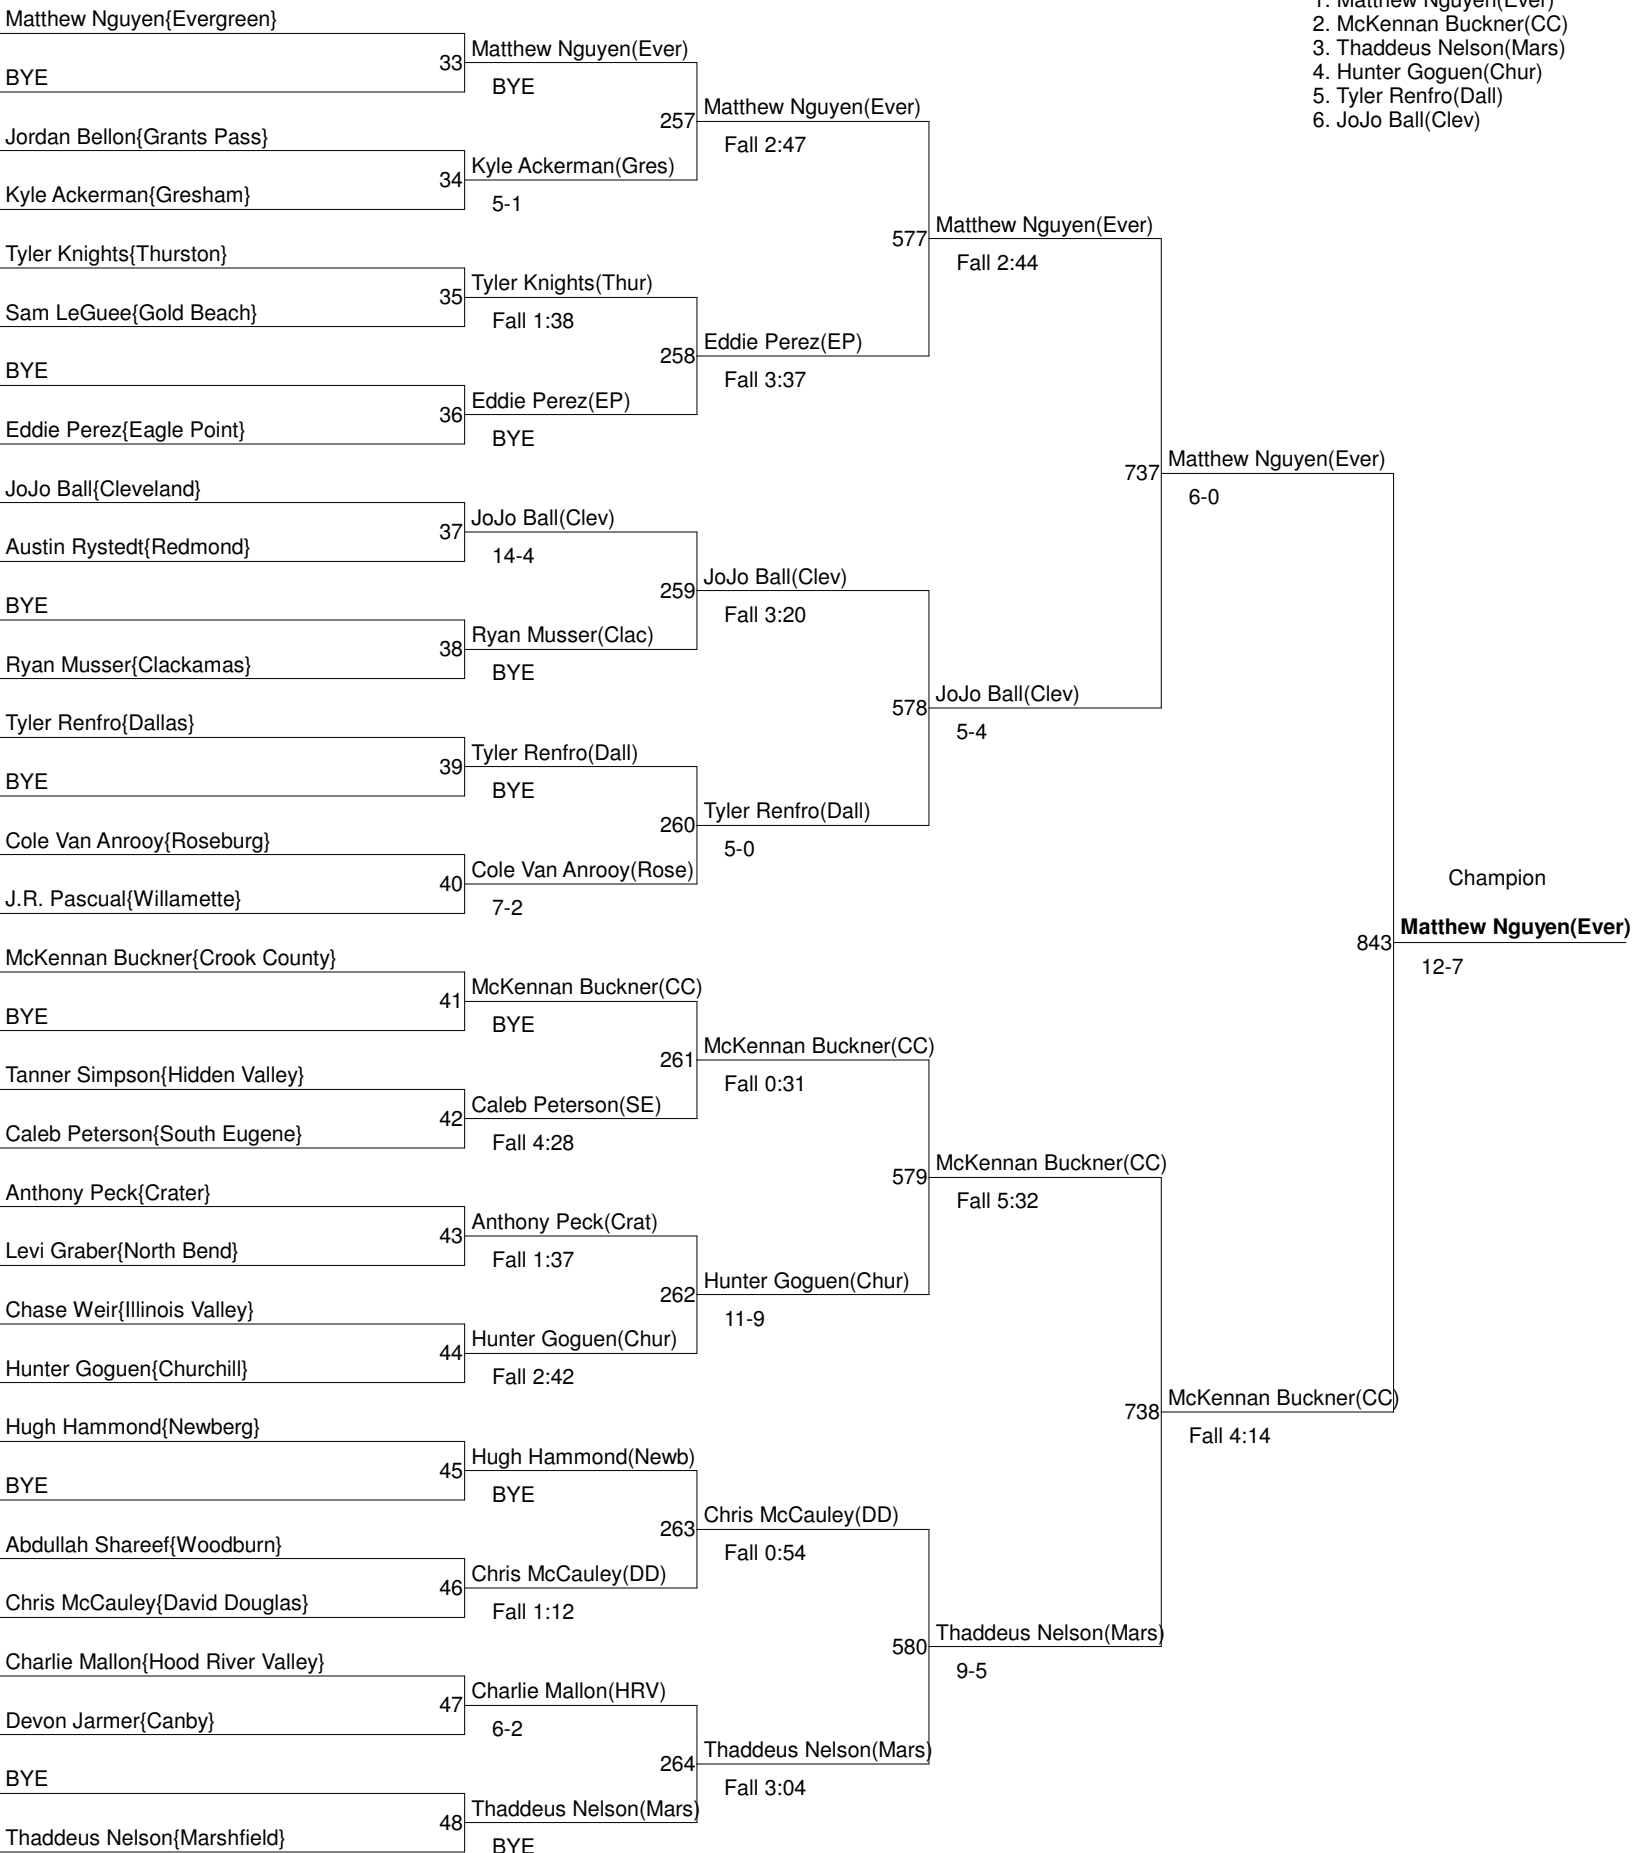 1. Matthew Nguyen(Ever)
2. McKennan Buckner(CC)
3. Thaddeus Nelson(Mars)
4. Hunter Goguen(Chur)
5. Tyler Renfro(Dall)
6. JoJo Ball(Clev)
Matthew Nguyen{Evergreen}
BYE
Jordan Bellon{Grants Pass}
Kyle Ackerman{Gresham}
Tyler Knights{Thurston}
Sam LeGuee{Gold Beach}
BYE
Eddie Perez{Eagle Point}
JoJo Ball{Cleveland}
Austin Rystedt{Redmond}
BYE
Ryan Musser{Clackamas}
Tyler Renfro{Dallas}
BYE
Cole Van Anrooy{Roseburg}
J.R. Pascual{Willamette}
McKennan Buckner{Crook County}
BYE
Tanner Simpson{Hidden Valley}
Caleb Peterson{South Eugene}
Anthony Peck{Crater}
Levi Graber{North Bend}
Chase Weir{Illinois Valley}
Hunter Goguen{Churchill}
Hugh Hammond{Newberg}
BYE
Abdullah Shareef{Woodburn}
Chris McCauley{David Douglas}
Charlie Mallon{Hood River Valley}
Devon Jarmer{Canby}
BYE
Thaddeus Nelson{Marshfield}
33 Matthew Nguyen(Ever)
BYE
34 Kyle Ackerman(Gres)
5-1
35 Tyler Knights(Thur)
Fall 1:38
36 Eddie Perez(EP)
BYE
37 JoJo Ball(Clev)
14-4
38 Ryan Musser(Clac)
BYE
39 Tyler Renfro(Dall)
BYE
40 Cole Van Anrooy(Rose)
7-2
41 McKennan Buckner(CC)
BYE
42 Caleb Peterson(SE)
Fall 4:28
43 Anthony Peck(Crat)
Fall 1:37
44 Hunter Goguen(Chur)
Fall 2:42
45 Hugh Hammond(Newb)
BYE
46 Chris McCauley(DD)
Fall 1:12
47 Charlie Mallon(HRV)
6-2
48 Thaddeus Nelson(Mars)
BYE
257 Matthew Nguyen(Ever)
Fall 2:47
258 Eddie Perez(EP)
Fall 3:37
259 JoJo Ball(Clev)
Fall 3:20
260 Tyler Renfro(Dall)
5-0
261 McKennan Buckner(CC)
Fall 0:31
262 Hunter Goguen(Chur)
11-9
263 Chris McCauley(DD)
Fall 0:54
264 Thaddeus Nelson(Mars)
Fall 3:04
577 Matthew Nguyen(Ever)
Fall 2:44
578 JoJo Ball(Clev)
5-4
579 McKennan Buckner(CC)
Fall 5:32
580 Thaddeus Nelson(Mars)
9-5
737 Matthew Nguyen(Ever)
6-0
738 McKennan Buckner(CC)
Fall 4:14
Champion
843 Matthew Nguyen(Ever)
12-7